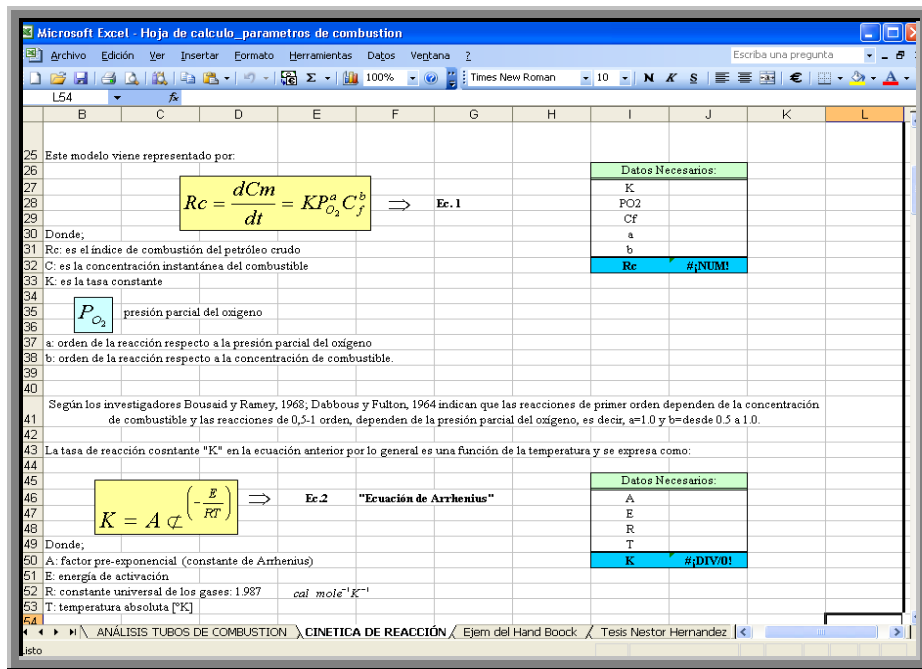 Microsoft Excel - Hoja de calculo_parametros de combustion
Archivo Edición Ver Insertar Formato Herramientas Datos Ventana ? Escriba una pregunta
100% Times New Roman 10 N K S €
L54 fx
B C D E F G H I J K L
25 Este modelo viene representado por:
26 Datos Necesarios:
27 K
28 Rc = dCm/dt = KP_{O_2}^a C_f^b ⇒ Ec. 1 PO2
29 Cf
30 Donde; a
31 Rc: es el índice de combustión del petróleo crudo b
32 C: es la concentración instantánea del combustible Rc #¡NUM!
33 K: es la tasa constante
34
35 P_{O_2} presión parcial del oxigeno
36
37 a: orden de la reacción respecto a la presión parcial del oxígeno
38 b: orden de la reacción respecto a la concentración de combustible.
39
40
Según los investigadores Bousaid y Ramey, 1968; Dabbous y Fulton, 1964 indican que las reacciones de primer orden dependen de la concentración
41 de combustible y las reacciones de 0,5-1 orden, dependen de la presión parcial del oxígeno, es decir, a=1.0 y b=desde 0.5 a 1.0.
42
43 La tasa de reacción cosntante "K" en la ecuación anterior por lo general es una función de la temperatura y se expresa como:
44
45 Datos Necesarios:
46 K = A ⊄^{(-E/RT)} ⇒ Ec.2 "Ecuación de Arrhenius" A
47 E
48 R
49 Donde; T
50 A: factor pre-exponencial (constante de Arrhenius) K #¡DIV/0!
51 E: energía de activación
52 R: constante universal de los gases: 1.987 cal mole⁻¹K⁻¹
53 T: temperatura absoluta [ºK]
54
ANÁLISIS TUBOS DE COMBUSTION CINETICA DE REACCIÓN Ejem del Hand Boock Tesis Nestor Hernandez
Listo